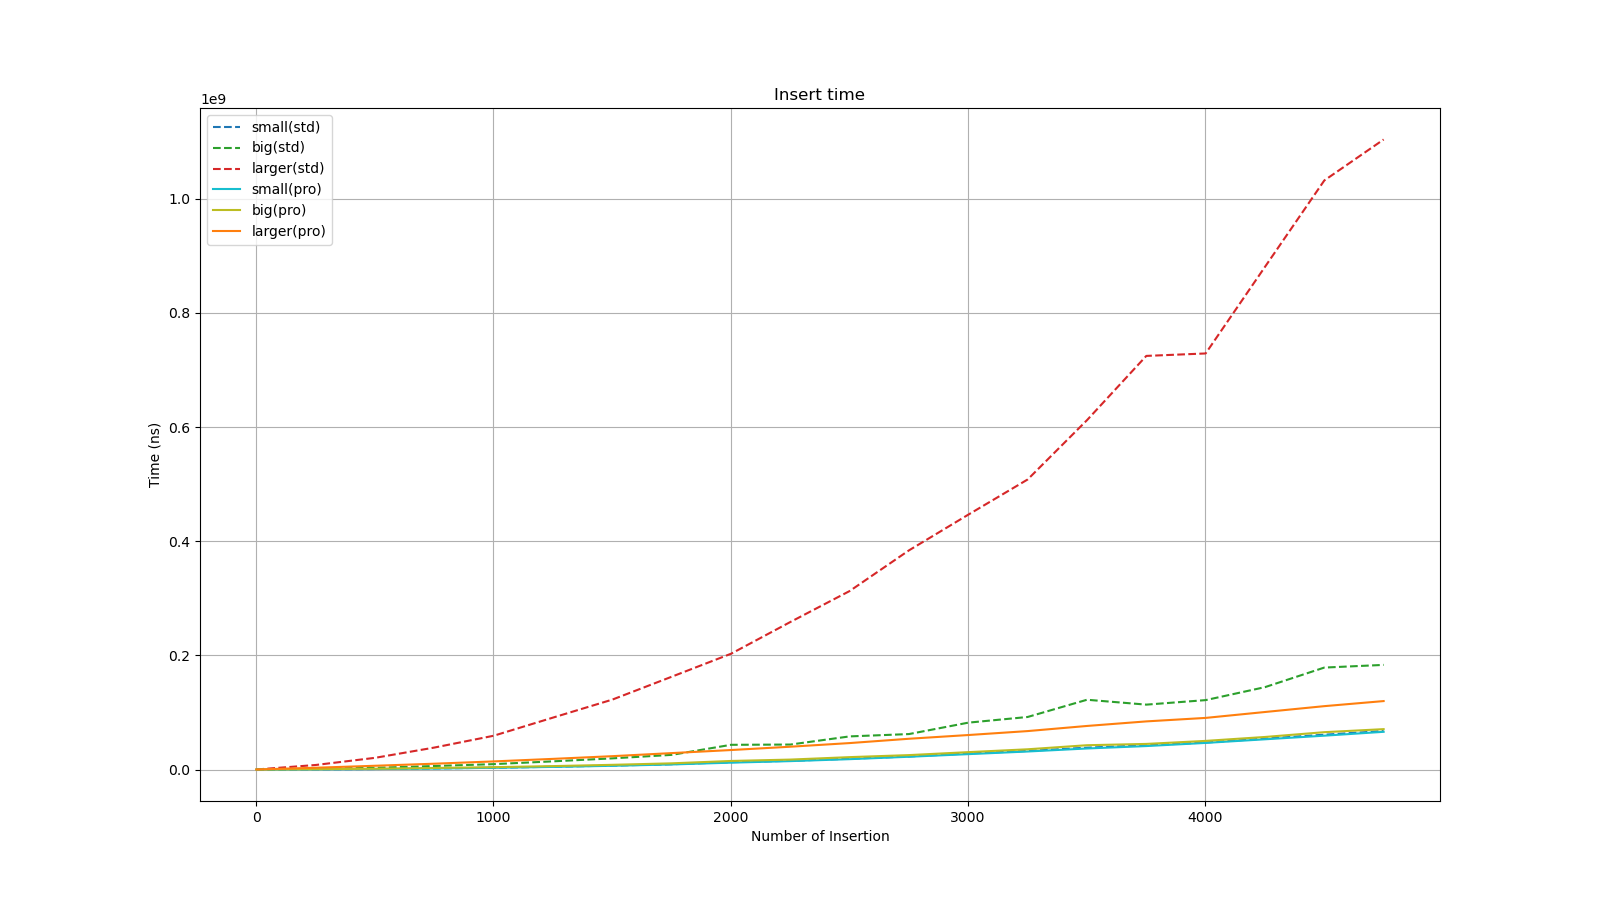 Insert time
1e9
small(std)
big(std)
larger(std)
small(pro)
big(pro)
larger(pro)
1.0
0.8
0.6
0.4
0.2
0.0
Time (ns)
0 1000 2000 3000 4000
Number of Insertion